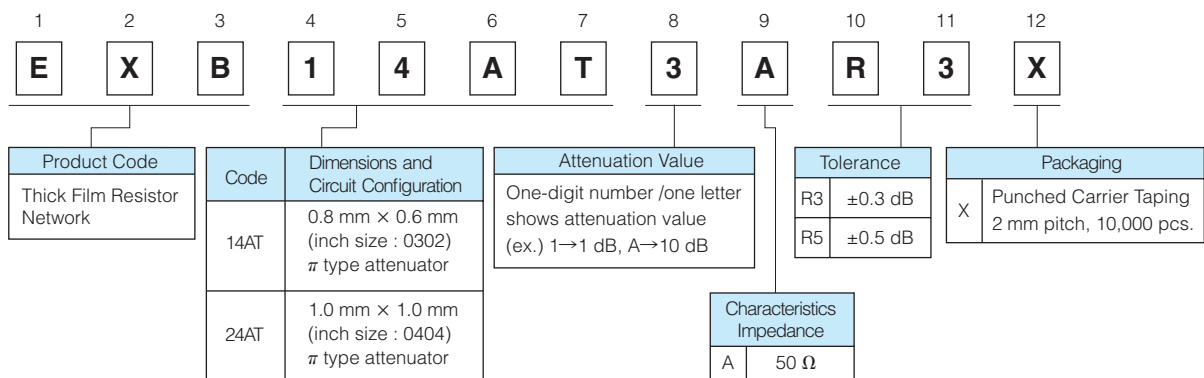 1 2 3 4 5 6 7 8 9 10 11 12
E X B 1 4 A T 3 A R 3 X
Product Code
Thick Film Resistor
Network
Code
Dimensions and
Circuit Configuration
14AT
0.8 mm × 0.6 mm
(inch size : 0302)
π type attenuator
24AT
1.0 mm × 1.0 mm
(inch size : 0404)
π type attenuator
Attenuation Value
One-digit number /one letter
shows attenuation value
(ex.) 1→1 dB, A→10 dB
Characteristics
Impedance
A 50 Ω
Tolerance
R3 ±0.3 dB
R5 ±0.5 dB
Packaging
X
Punched Carrier Taping
2 mm pitch, 10,000 pcs.